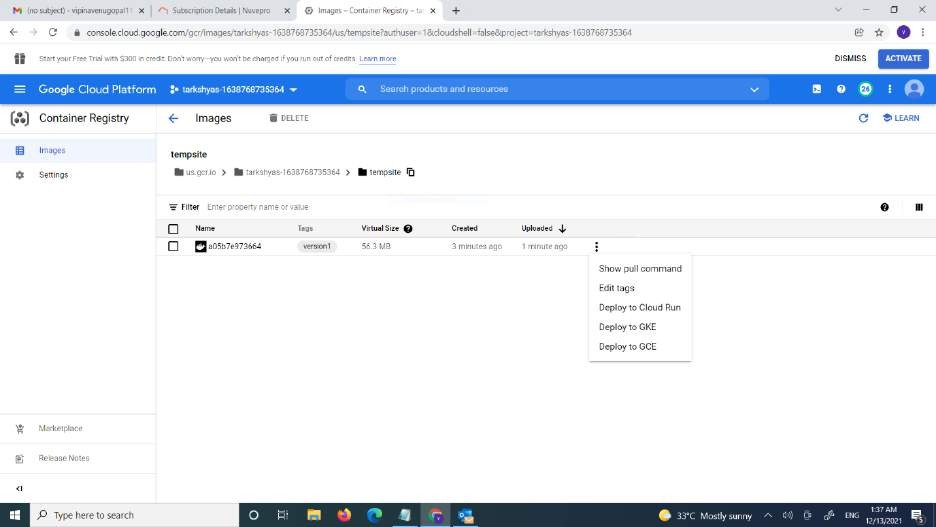 (no subject) - vipinavenugopal11
Subscription Details | Nuvepro
Images – Container Registry – tar
console.cloud.google.com/gcr/images/tarkshyas-1638768735364/us/tempsite?authuser=1&cloudshell=false&project=tarkshyas-1638768735364
V
Start your Free Trial with $300 in credit. Don't worry—you won't be charged if you run out of credits. Learn more
DISMISS
ACTIVATE
Google Cloud Platform
tarkshyas-1638768735364
Search products and resources
26
Container Registry
Images
DELETE
LEARN
Images
Settings
tempsite
us.gcr.io > tarkshyas-1638768735364 > tempsite
Filter Enter property name or value
Name Tags Virtual Size Created Uploaded
a05b7e973664 version1 56.3 MB 3 minutes ago 1 minute ago
Show pull command
Edit tags
Deploy to Cloud Run
Deploy to GKE
Deploy to GCE
Marketplace
Release Notes
Type here to search
33°C Mostly sunny
ENG
1:37 AM
12/13/2021
5